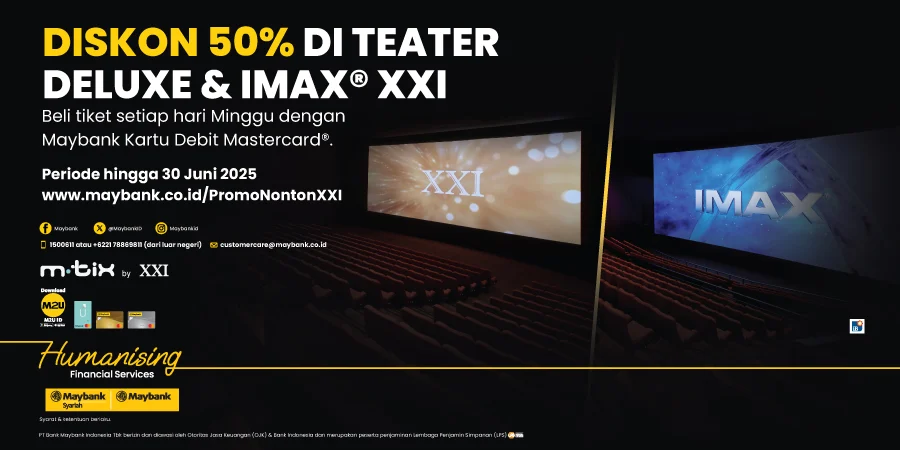 DISKON 50% DI TEATER
DELUXE & IMAX® XXI
Beli tiket setiap hari Minggu dengan
Maybank Kartu Debit Mastercard®.
Periode hingga 30 Juni 2025
www.maybank.co.id/PromoNontonXXI
Maybank @MaybankID MaybankId
1500611 atau +6221 78869811 (dari luar negeri) customercare@maybank.co.id
m·tix by XXI
Download
M2U
M2U ID
Humanising
Financial Services
Maybank Syariah
Maybank
Syarat & ketentuan berlaku.
PT Bank Maybank Indonesia Tbk berizin dan diawasi oleh Otoritas Jasa Keuangan (OJK) & Bank Indonesia dan merupakan peserta penjaminan Lembaga Penjamin Simpanan (LPS)
XXI
IMAX